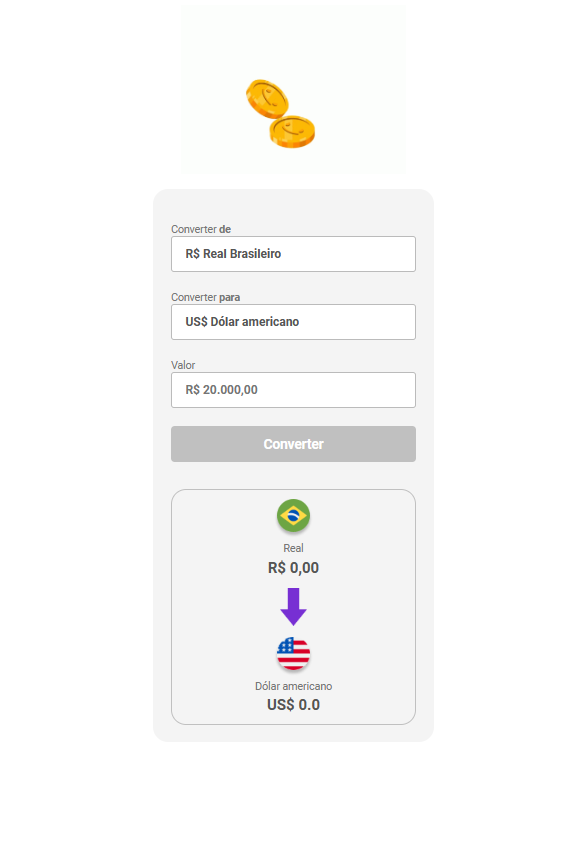 Converter de
R$ Real Brasileiro
Converter para
US$ Dólar americano
Valor
R$ 20.000,00
Converter
Real
R$ 0,00
Dólar americano
US$ 0.0